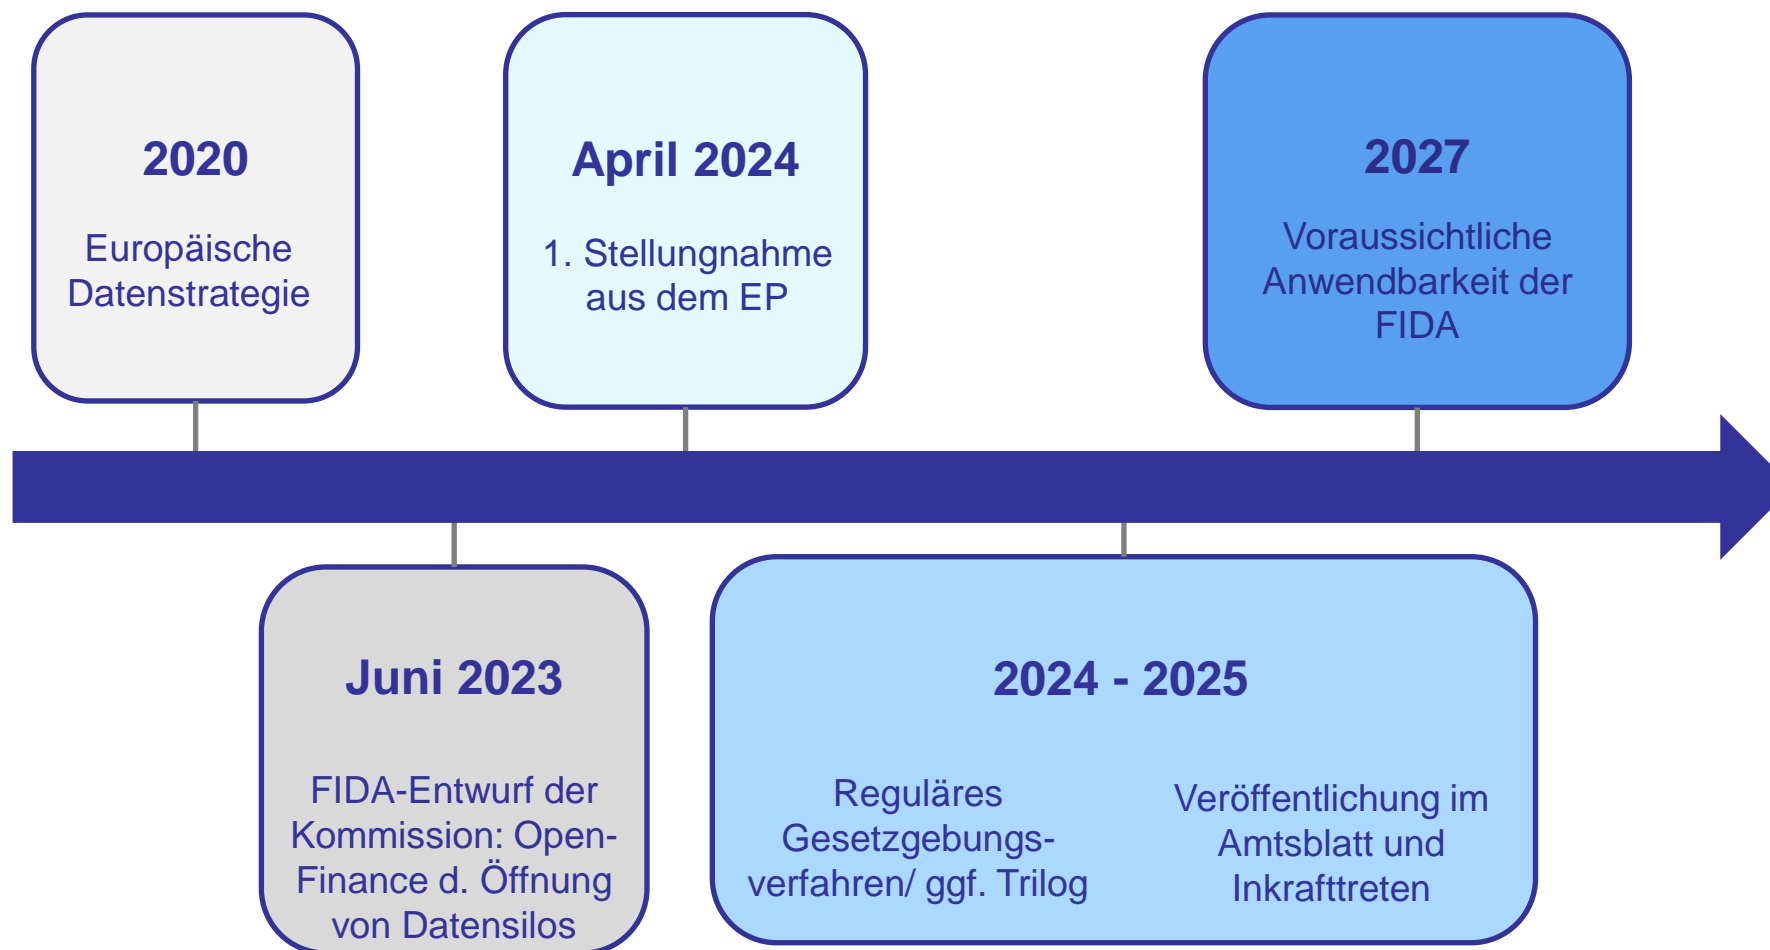 2020
Europäische
Datenstrategie
April 2024
1. Stellungnahme
aus dem EP
2027
Voraussichtliche
Anwendbarkeit der
FIDA
Juni 2023
FIDA-Entwurf der
Kommission: Open-
Finance d. Öffnung
von Datensilos
2024 - 2025
Reguläres
Gesetzgebungs-
verfahren/ ggf. Trilog
Veröffentlichung im
Amtsblatt und
Inkrafttreten